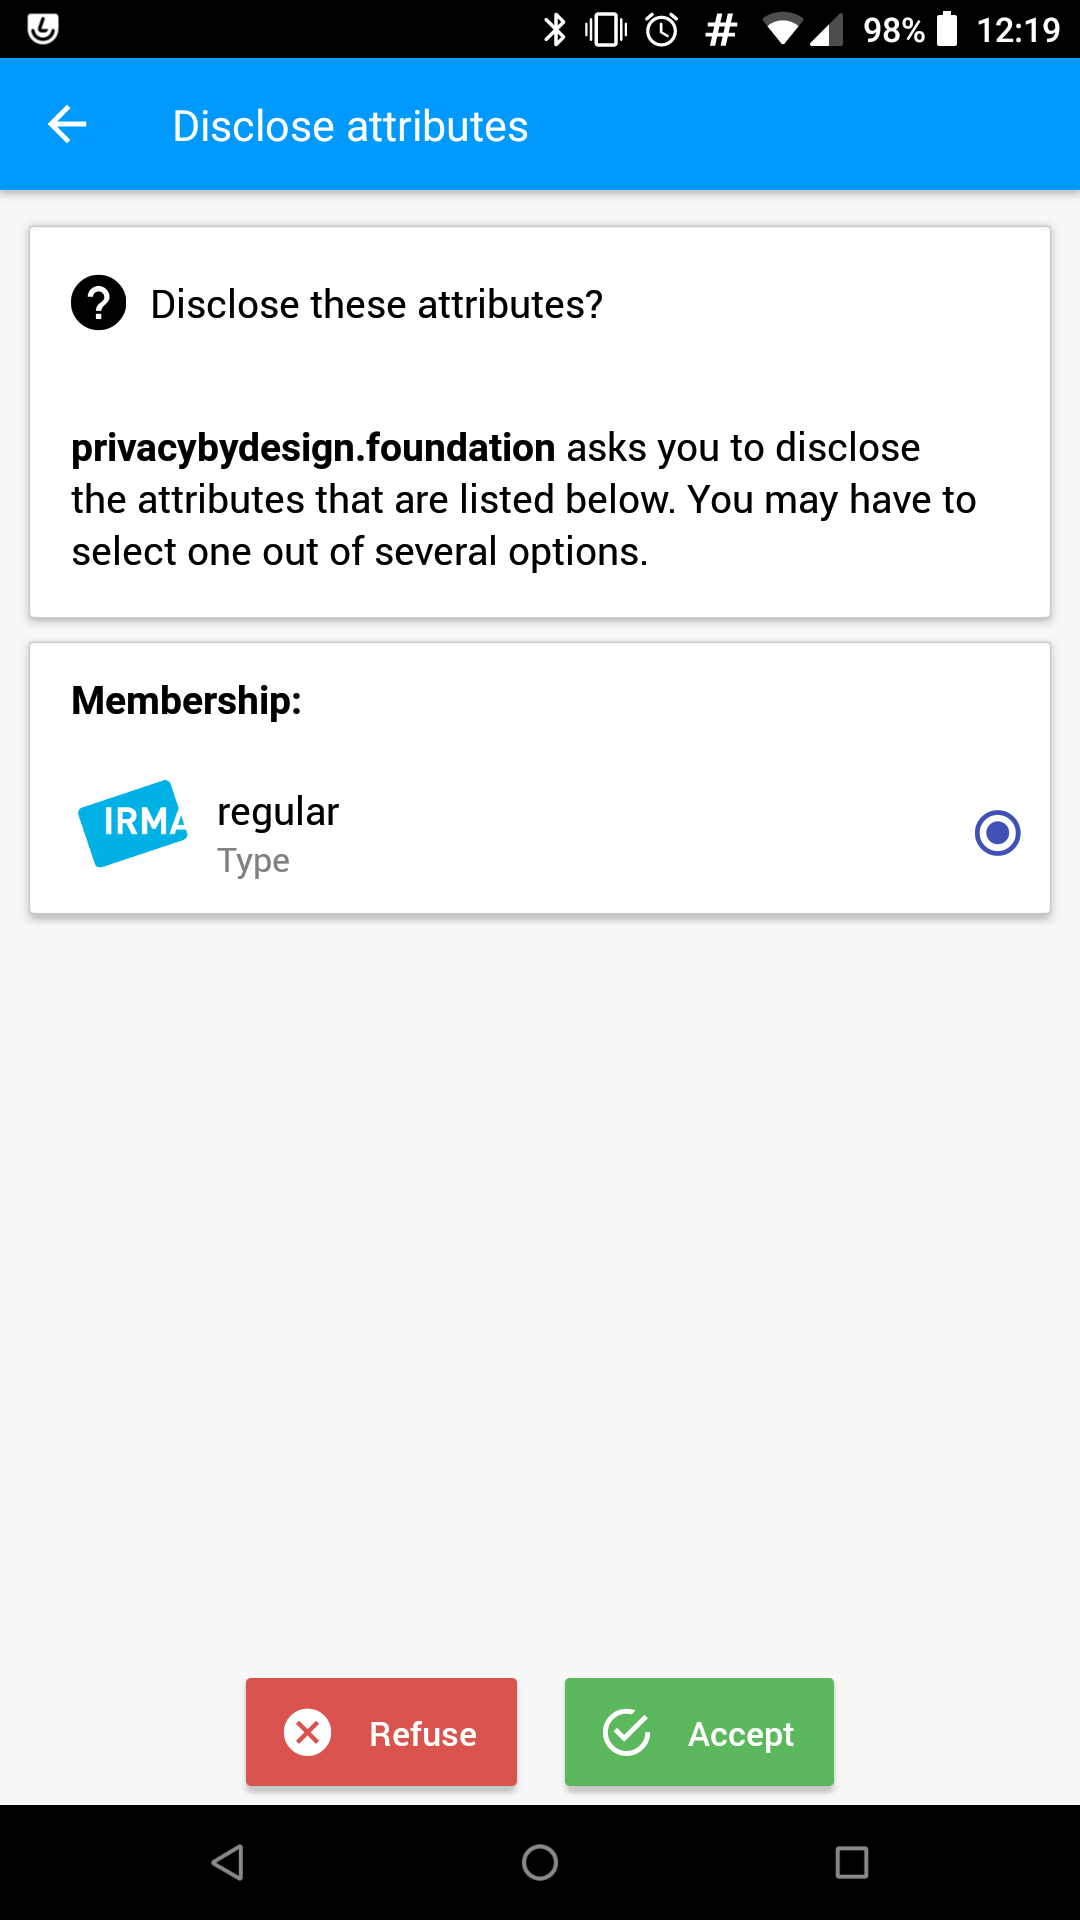 98% 12:19
Disclose attributes
Disclose these attributes?
privacybydesign.foundation asks you to disclose
the attributes that are listed below. You may have to
select one out of several options.
Membership:
IRMA
regular
Type
Refuse
Accept